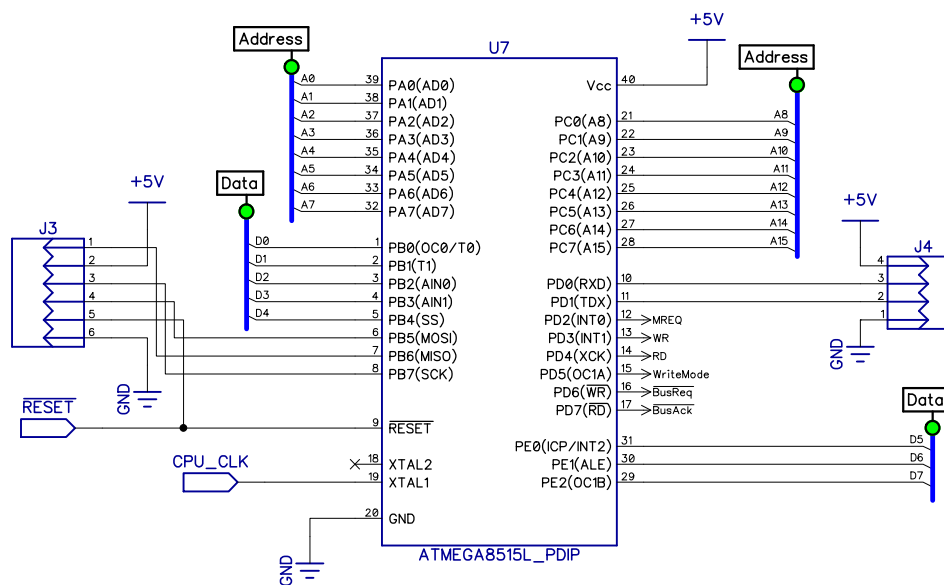 Address
+5V
U7
Address
A0 39 PA0(AD0) Vcc 40
A1 38 PA1(AD1)
A2 37 PA2(AD2) PC0(A8) 21 A8
A3 36 PA3(AD3) PC1(A9) 22 A9
A4 35 PA4(AD4) PC2(A10) 23 A10
A5 34 PA5(AD5) PC3(A11) 24 A11
A6 33 PA6(AD6) PC4(A12) 25 A12
A7 32 PA7(AD7) PC5(A13) 26 A13
PC6(A14) 27 A14
PC7(A15) 28 A15
+5V
Data
+5V
J3
1
2
3
4
5
6
GND
D0 1 PB0(OC0/T0)
D1 2 PB1(T1)
D2 3 PB2(AIN0)
D3 4 PB3(AIN1)
D4 5 PB4(SS)
6 PB5(MOSI)
7 PB6(MISO)
8 PB7(SCK)
PD0(RXD) 10
PD1(TDX) 11
PD2(INT0) 12 MREQ
PD3(INT1) 13 WR
PD4(XCK) 14 RD
PD5(OC1A) 15 WriteMode
PD6(WR) 16 BusReq
PD7(RD) 17 BusAck
J4
4
3
2
1
GND
RESET
9 RESET
CPU_CLK
18 XTAL2
19 XTAL1
20 GND
GND
Data
PE0(ICP/INT2) 31 D5
PE1(ALE) 30 D6
PE2(OC1B) 29 D7
ATMEGA8515L_PDIP